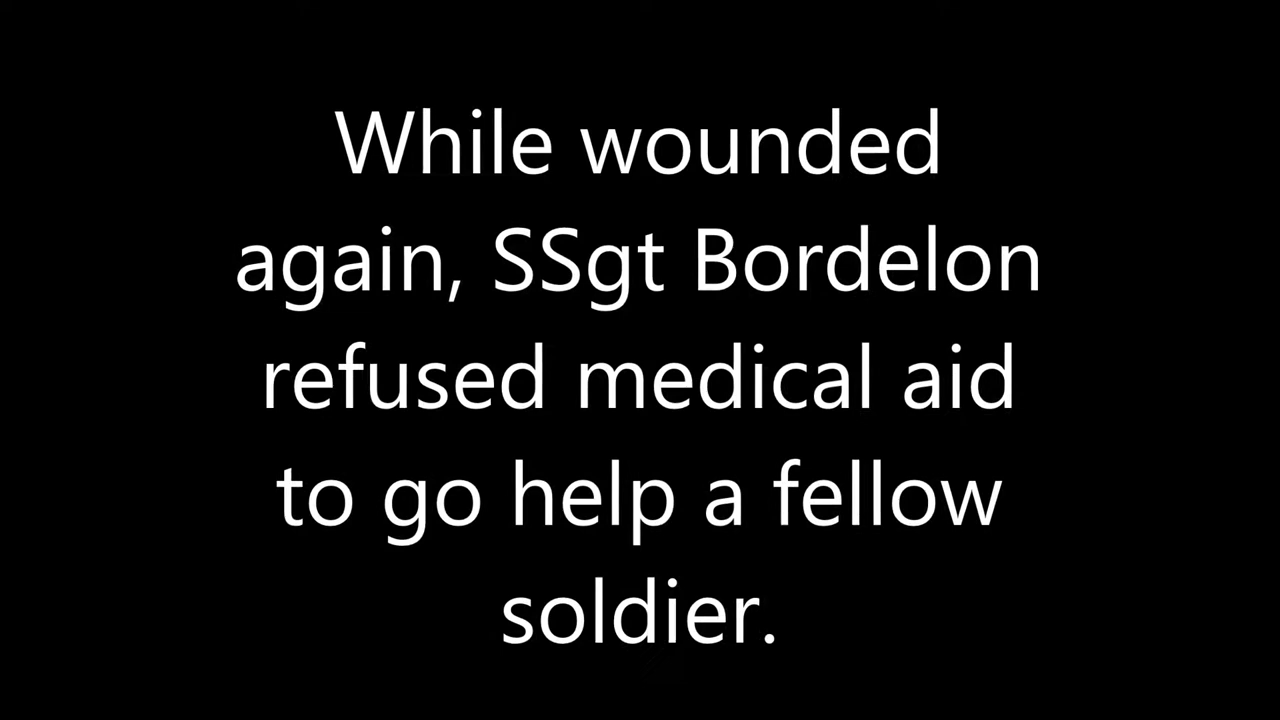 While wounded
again, SSgt Bordelon
refused medical aid
to go help a fellow
soldier.